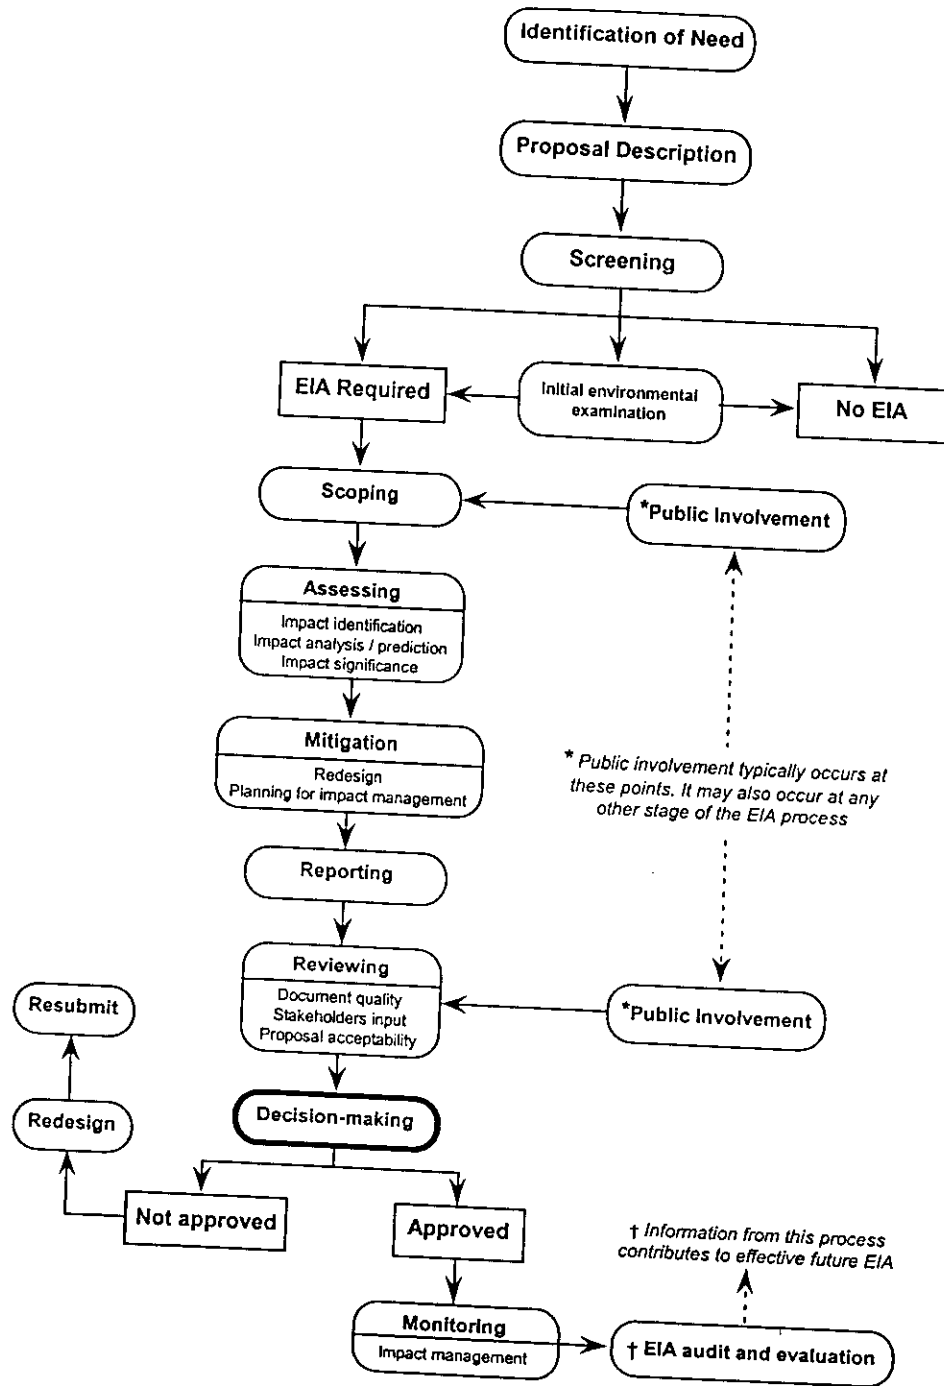 Identification of Need
Proposal Description
Screening
EIA Required
Initial environmental
examination
No EIA
Scoping
*Public Involvement
Assessing
Impact identification
Impact analysis / prediction
Impact significance
Mitigation
Redesign
Planning for impact management
* Public involvement typically occurs at
these points. It may also occur at any
other stage of the EIA process
Reporting
Reviewing
Document quality
Stakeholders input
Proposal acceptability
*Public Involvement
Resubmit
Redesign
Decision-making
Not approved
Approved
† Information from this process
contributes to effective future EIA
Monitoring
Impact management
† EIA audit and evaluation